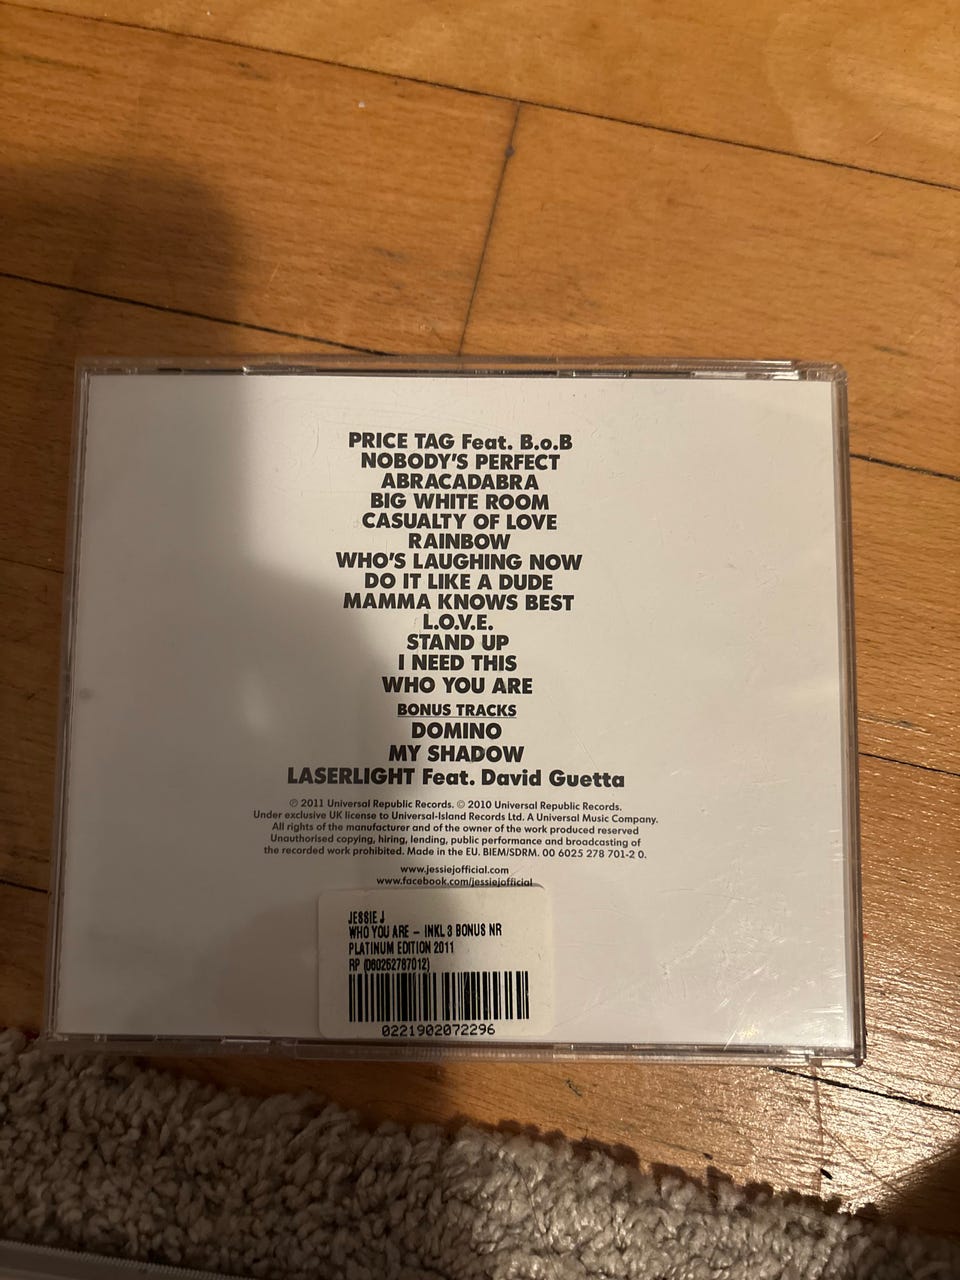 PRICE TAG Feat. B.o.B
NOBODY'S PERFECT
ABRACADABRA
BIG WHITE ROOM
CASUALTY OF LOVE
RAINBOW
WHO'S LAUGHING NOW
DO IT LIKE A DUDE
MAMMA KNOWS BEST
L.O.V.E.
STAND UP
I NEED THIS
WHO YOU ARE
BONUS TRACKS
DOMINO
MY SHADOW
LASERLIGHT Feat. David Guetta
℗ 2011 Universal Republic Records. © 2010 Universal Republic Records.
Under exclusive UK license to Universal-Island Records Ltd. A Universal Music Company.
All rights of the manufacturer and of the owner of the work produced reserved
Unauthorised copying, hiring, lending, public performance and broadcasting of
the recorded work prohibited. Made in the EU. BIEM/SDRM. 00 6025 278 701-2 0.
www.jessiejofficial.com
www.facebook.com/jessiejofficial
JESSIE J
WHO YOU ARE – INKL 3 BONUS NR
PLATINUM EDITION 2011
RP (060252787012)
0221902072296